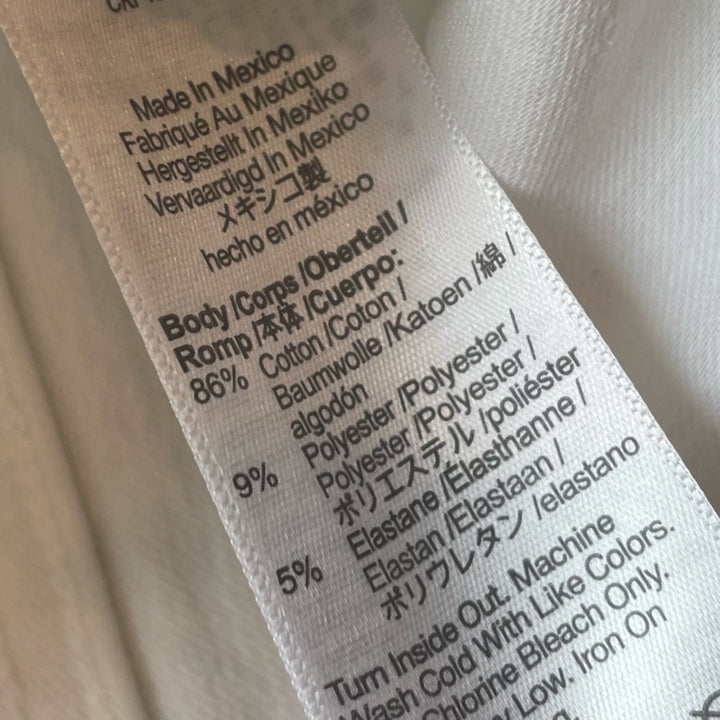 Made In Mexico
Fabriqué Au Mexique
Hergestellt In Mexiko
Vervaardigd In Mexico
メキシコ製
hecho en méxico
Body /Corps /Oberteil /
Romp /本体 /Cuerpo:
86% Cotton /Coton /
Baumwolle /Katoen /綿 /
algodón
9% Polyester /Polyester /
Polyester /Polyester /
ポリエステル /poliéster
5% Elastane /Élasthanne /
Elastan /Elastaan /
ポリウレタン /elastano
Turn Inside Out. Machine
Wash Cold With Like Colors.
Chlorine Bleach Only.
Low. Iron On